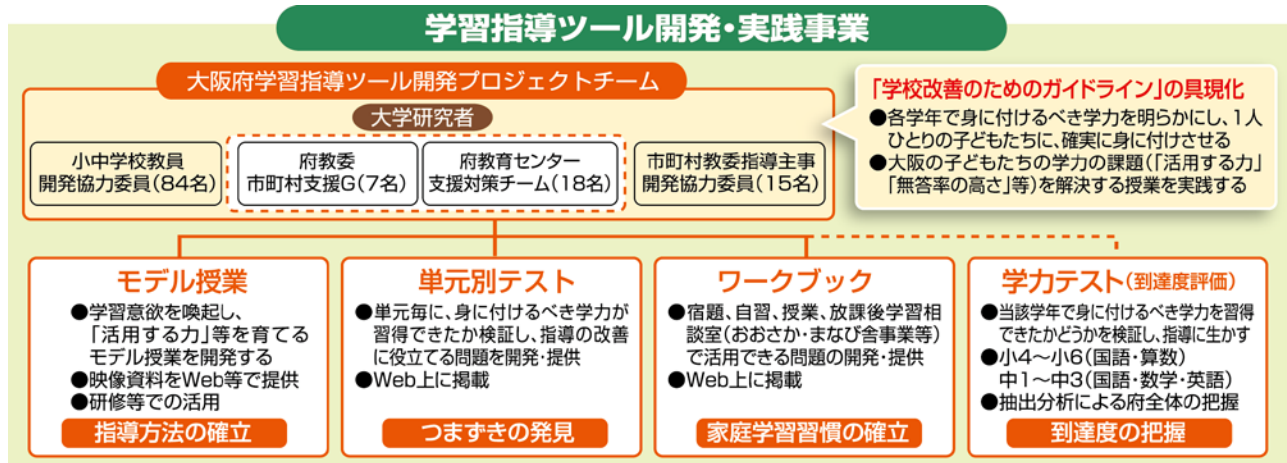 学習指導ツール開発・実践事業
大阪府学習指導ツール開発プロジェクトチーム
大学研究者
小中学校教員
開発協力委員(84名)
府教委
市町村支援G(7名)
府教育センター
支援対策チーム(18名)
市町村教委指導主事
開発協力委員(15名)
「学校改善のためのガイドライン」の具現化
●各学年で身に付けるべき学力を明らかにし、1人
ひとりの子どもたちに、確実に身に付けさせる
●大阪の子どもたちの学力の課題(「活用する力」
「無答率の高さ」等)を解決する授業を実践する
モデル授業
●学習意欲を喚起し、
「活用する力」等を育てる
モデル授業を開発する
●映像資料をWeb等で提供
●研修等での活用
指導方法の確立
単元別テスト
●単元毎に、身に付けるべき学力が
習得できたか検証し、指導の改善
に役立てる問題を開発・提供
●Web上に掲載
つまずきの発見
ワークブック
●宿題、自習、授業、放課後学習相
談室(おおさか・まなび舎事業等)
で活用できる問題の開発・提供
●Web上に掲載
家庭学習習慣の確立
学力テスト(到達度評価)
●当該学年で身に付けるべき学力を習得
できたかどうかを検証し、指導に生かす
●小4〜小6(国語・算数)
中1〜中3(国語・数学・英語)
●抽出分析による府全体の把握
到達度の把握